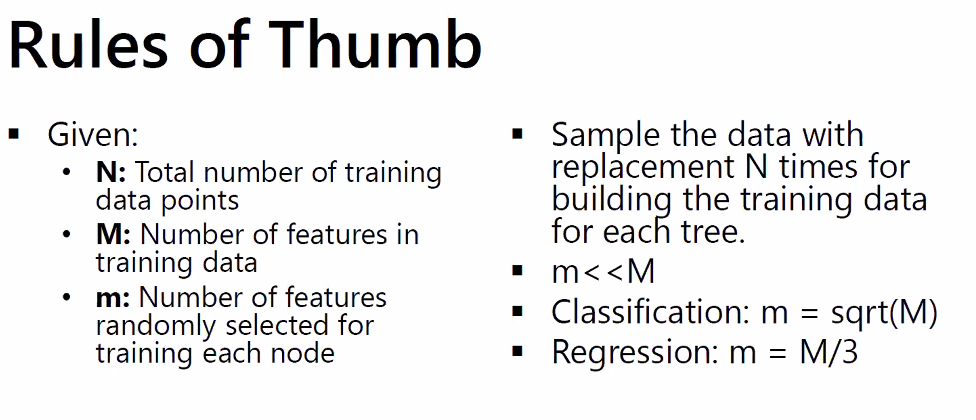 Rules of Thumb
▪ Given:
• N: Total number of training
data points
• M: Number of features in
training data
• m: Number of features
randomly selected for
training each node
▪ Sample the data with
replacement N times for
building the training data
for each tree.
▪ m<<M
▪ Classification: m = sqrt(M)
▪ Regression: m = M/3